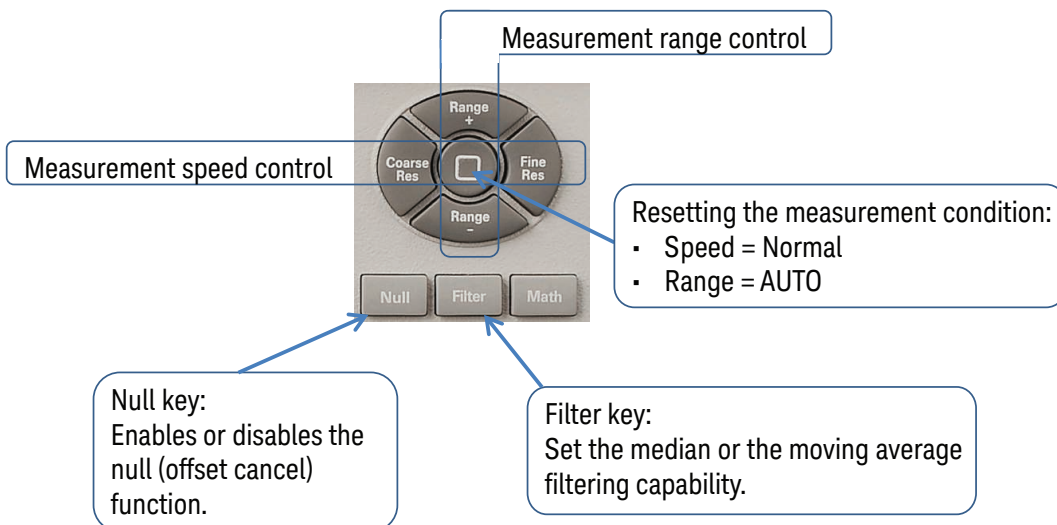 Measurement range control
Range
+
Measurement speed control
Coarse
Res
Fine
Res
Range
−
Resetting the measurement condition:
▪ Speed = Normal
▪ Range = AUTO
Null
Filter
Math
Null key:
Enables or disables the
null (offset cancel)
function.
Filter key:
Set the median or the moving average
filtering capability.